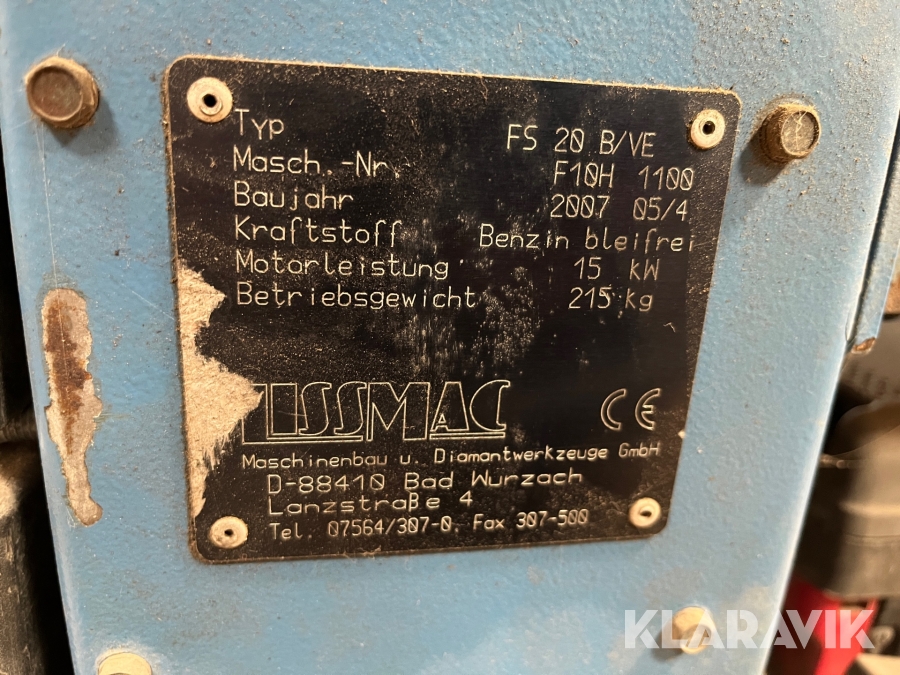 Typ FS 20 B/VE
Masch.-Nr. F10H 1100
Baujahr 2007 05/4
Kraftstoff Benzin bleifrei
Motorleistung 15 kW
Betriebsgewicht 215 kg
LISSMAC CE
Maschinenbau u. Diamantwerkzeuge GmbH
D-88410 Bad Wurzach
Lanzstraße 4
Tel. 07564/307-0, Fax 307-500
KLARAVIK